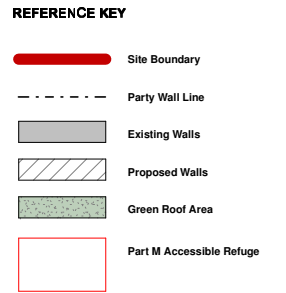 REFERENCE KEY
Site Boundary
Party Wall Line
Existing Walls
Proposed Walls
Green Roof Area
Part M Accessible Refuge